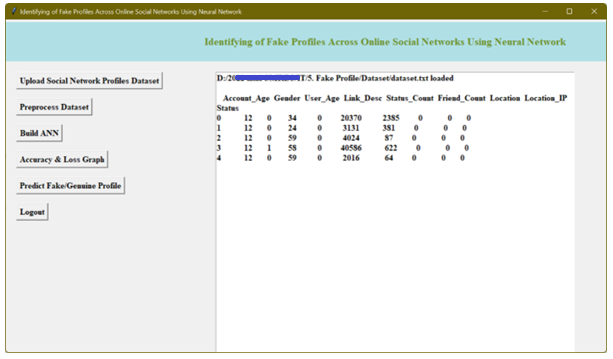 Identifying of Fake Profiles Across Online Social Networks Using Neural Network
Identifying of Fake Profiles Across Online Social Networks Using Neural Network
Upload Social Network Profiles Dataset
Preprocess Dataset
Build ANN
Accuracy & Loss Graph
Predict Fake/Genuine Profile
Logout
5. Fake Profile/Dataset/dataset.txt loaded
Account_Age Gender User_Age Link_Desc Status_Count Friend_Count Location Location_IP
Status
0 12 0 34 0 20370 2385 0 0 0
1 12 0 24 0 3131 381 0 0 0
2 12 0 59 0 4024 87 0 0 0
3 12 1 58 0 40586 622 0 0 0
4 12 0 59 0 2016 64 0 0 0